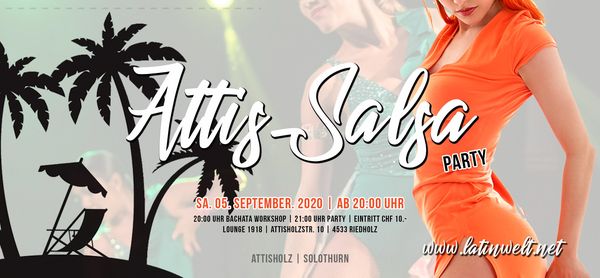 Attis-Salsa
PARTY
SA. 05. SEPTEMBER. 2020 | AB 20:00 UHR
20:00 UHR BACHATA WORKSHOP | 21:00 UHR PARTY | EINTRITT CHF 10.-
LOUNGE 1918 | ATTISHOLZSTR. 10 | 4533 RIEDHOLZ
www.latinwelt.net
ATTISHOLZ | SOLOTHURN